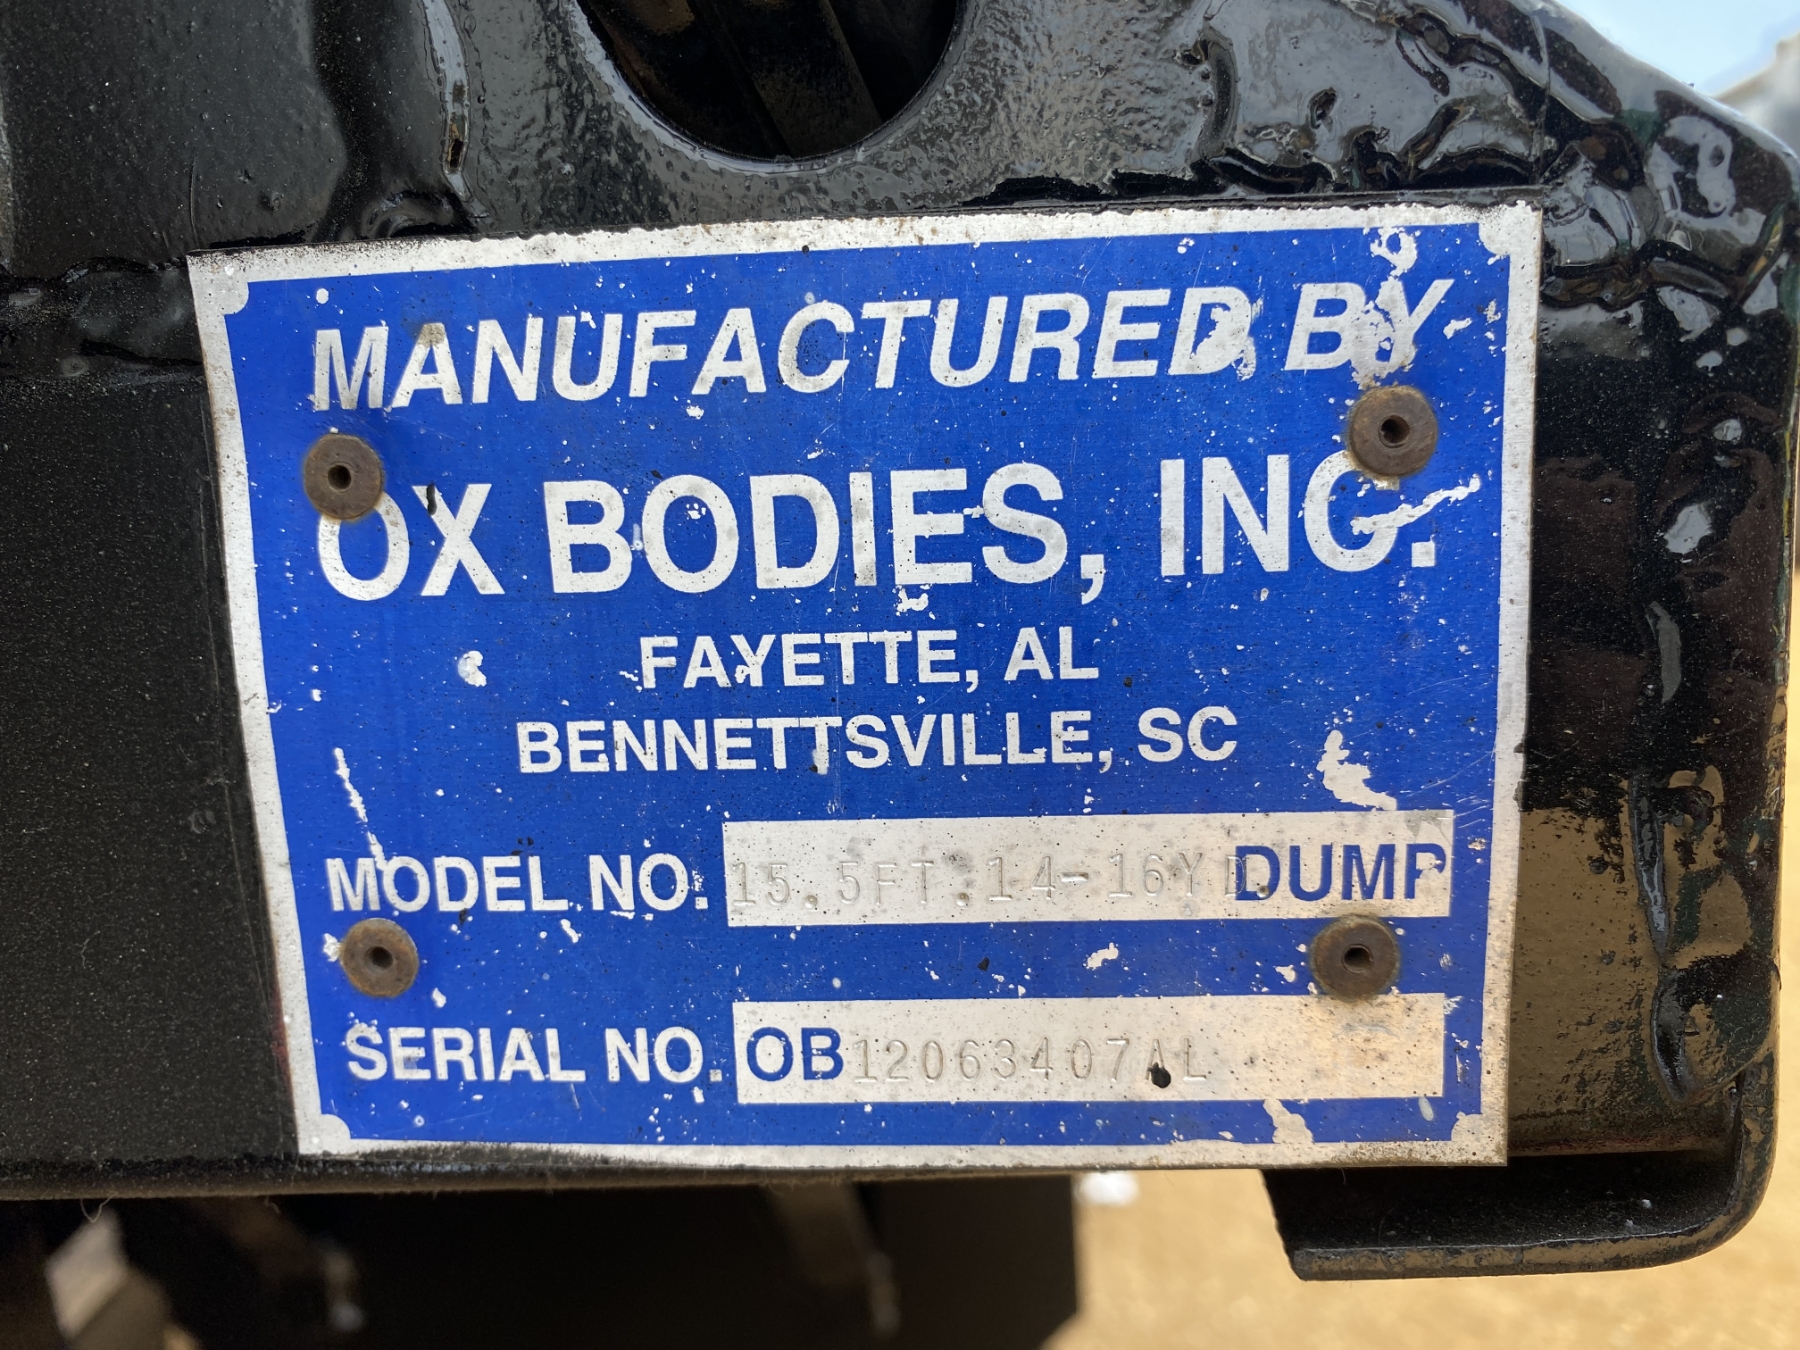 MANUFACTURED BY
OX BODIES, INC.
FAYETTE, AL
BENNETTSVILLE, SC
MODEL NO. 15.5FT.14-16YD.DUMP
SERIAL NO. OB12063407AL